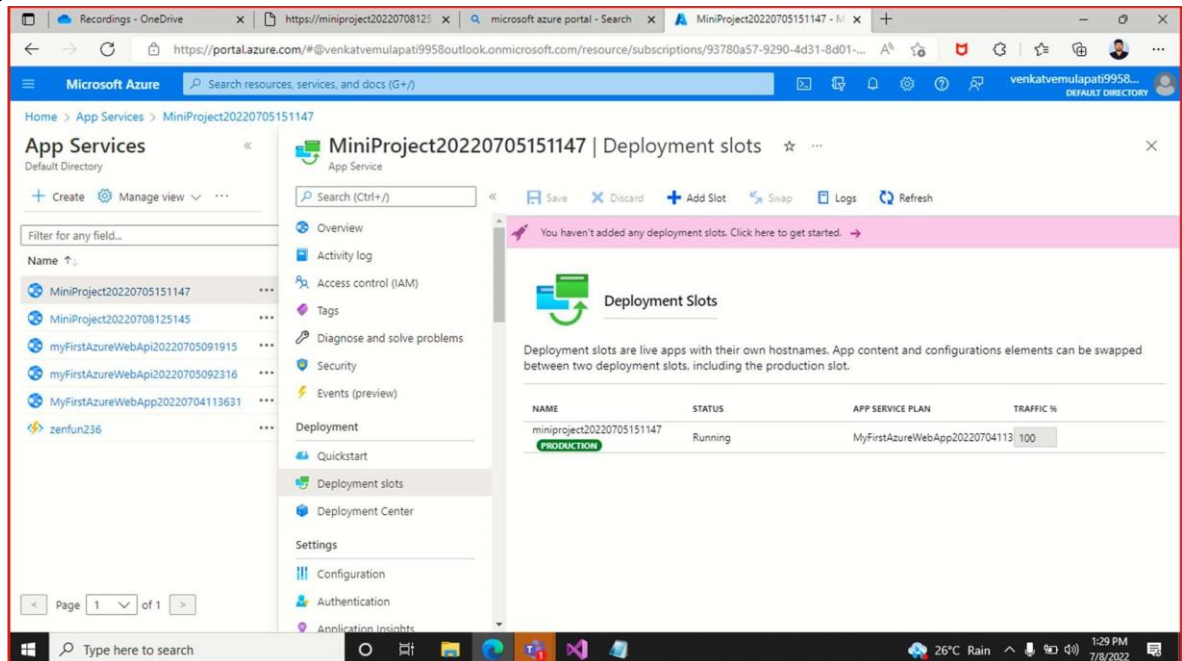 Recordings - OneDrive
https://miniproject20220708125
microsoft azure portal - Search
MiniProject20220705151147 - M
https://portal.azure.com/#@venkatvemulapati9958outlook.onmicrosoft.com/resource/subscriptions/93780a57-9290-4d31-8d01-...
Microsoft Azure
Search resources, services, and docs (G+/)
venkatvemulapati9958...
DEFAULT DIRECTORY
Home > App Services > MiniProject20220705151147
App Services
Default Directory
+ Create
Manage view
...
Filter for any field...
Name ↑↓
MiniProject20220705151147 ...
MiniProject20220708125145 ...
myFirstAzureWebApi20220705091915 ...
myFirstAzureWebApi20220705092316 ...
MyFirstAzureWebApp20220704113631 ...
zenfun236 ...
< Page 1 of 1 >
MiniProject20220705151147 | Deployment slots ...
App Service
Search (Ctrl+/)
Overview
Activity log
Access control (IAM)
Tags
Diagnose and solve problems
Security
Events (preview)
Deployment
Quickstart
Deployment slots
Deployment Center
Settings
Configuration
Authentication
Application Insights
Save Discard Add Slot Swap Logs Refresh
You haven't added any deployment slots. Click here to get started. →
Deployment Slots
Deployment slots are live apps with their own hostnames. App content and configurations elements can be swapped
between two deployment slots, including the production slot.
NAME STATUS APP SERVICE PLAN TRAFFIC %
miniproject20220705151147
PRODUCTION
Running MyFirstAzureWebApp20220704113 100
Type here to search
26°C Rain
1:29 PM
7/8/2022